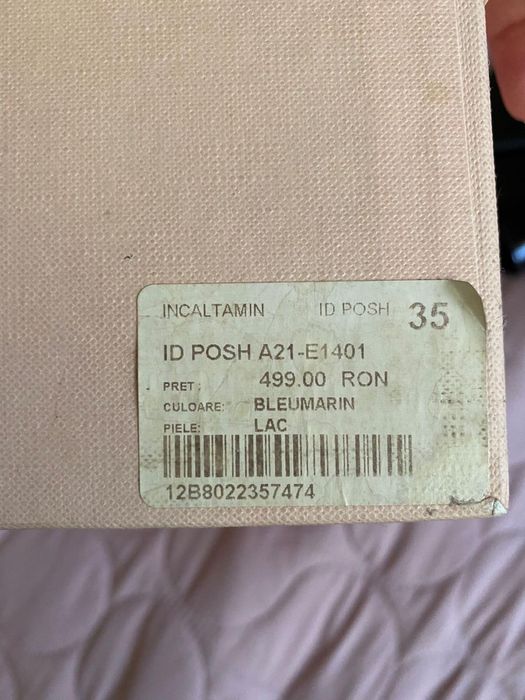 INCALTAMIN ID POSH 35
ID POSH A21-E1401
PRET: 499.00 RON
CULOARE: BLEUMARIN
PIELE: LAC
12B8022357474